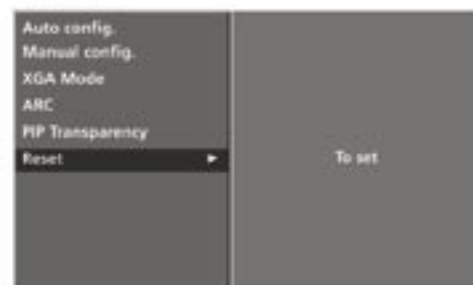 Auto config.
Manual config.
XGA Mode
ARC
PIP Transparency
Reset
To set